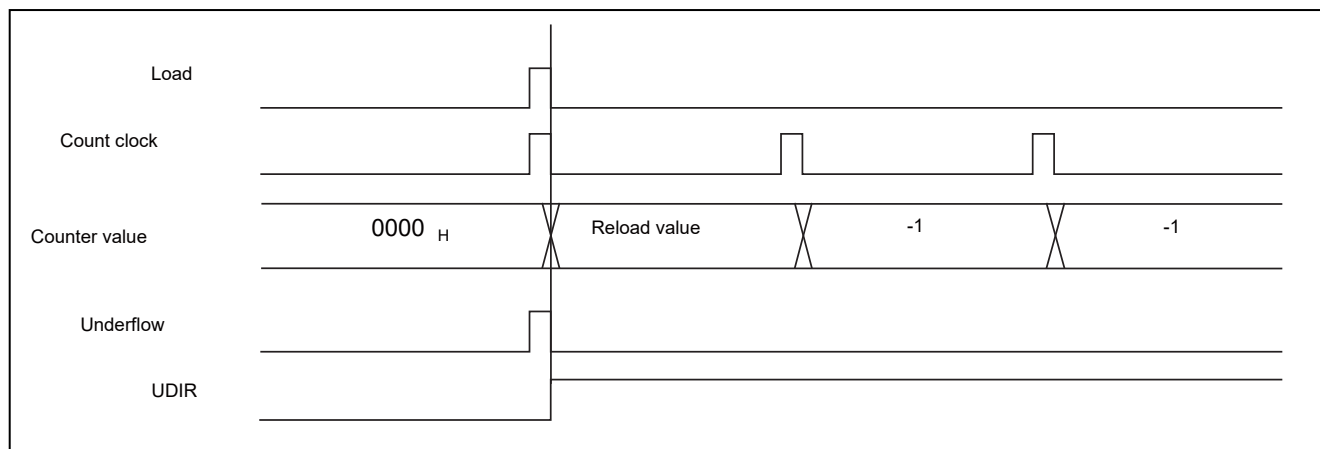 Load
Count clock
Counter value 0000 H Reload value -1 -1
Underflow
UDIR